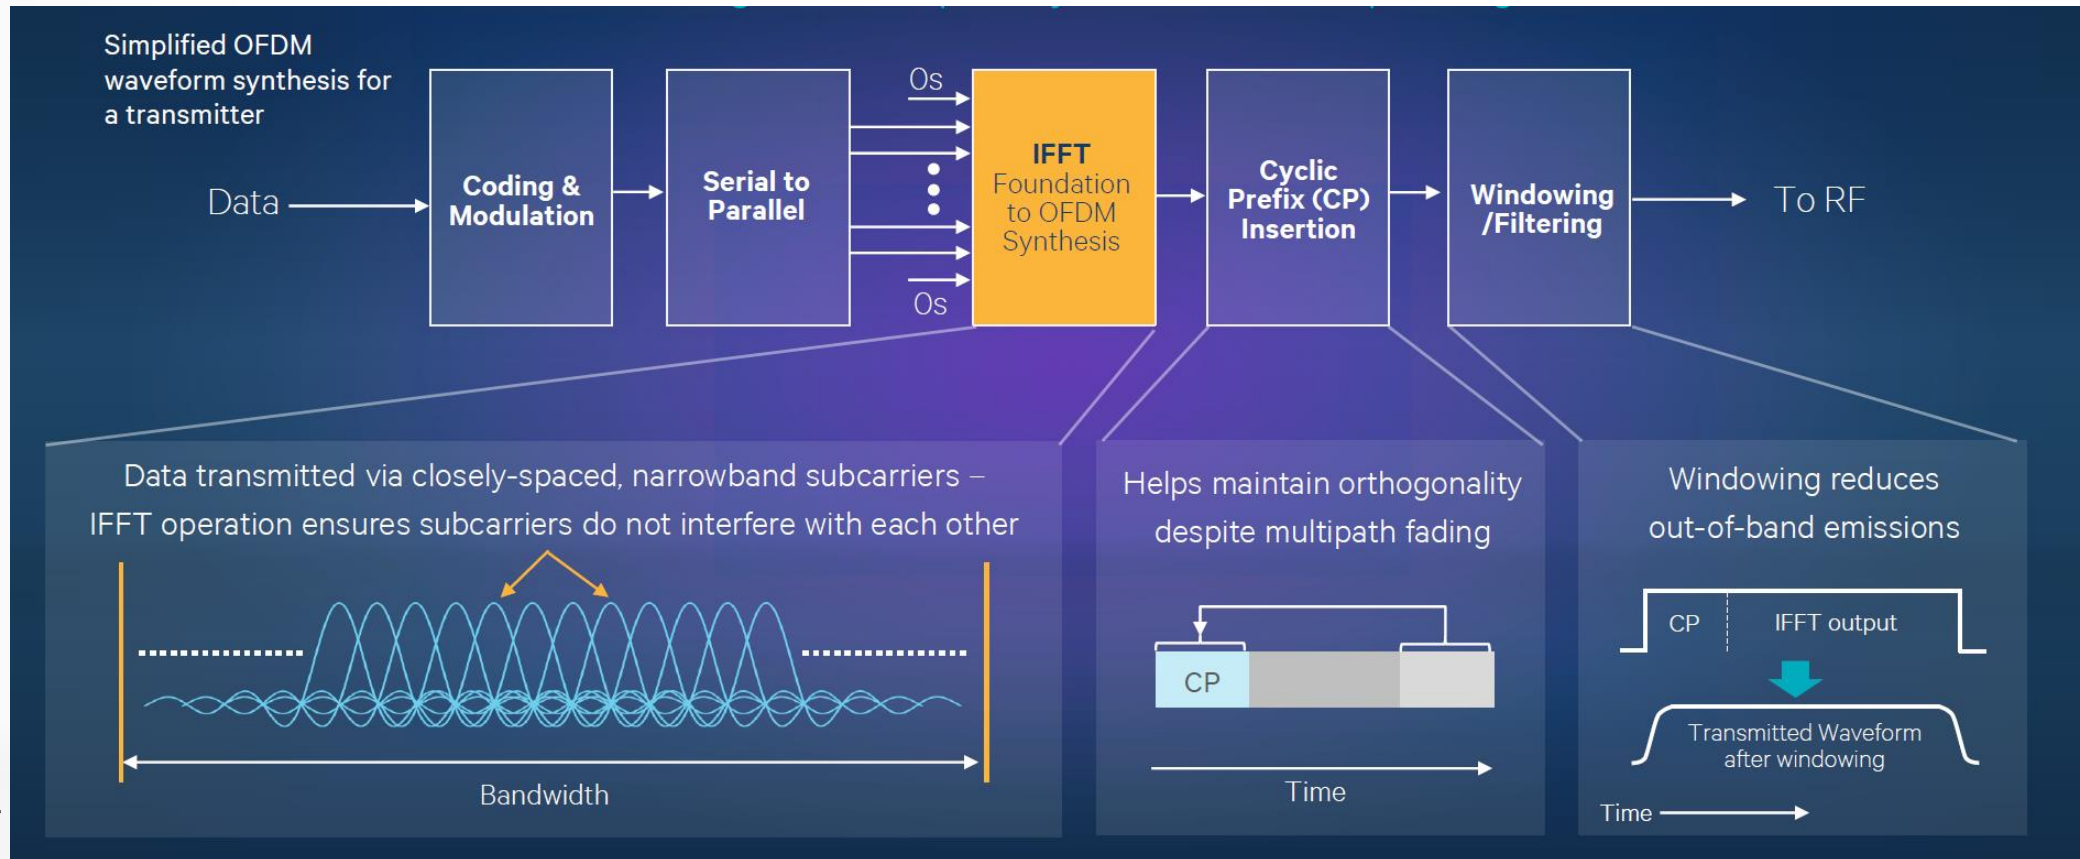 Simplified OFDM
waveform synthesis for
a transmitter
Data
Coding &
Modulation
Serial to
Parallel
0s
0s
IFFT
Foundation
to OFDM
Synthesis
Cyclic
Prefix (CP)
Insertion
Windowing
/Filtering
To RF
Data transmitted via closely-spaced, narrowband subcarriers –
IFFT operation ensures subcarriers do not interfere with each other
Bandwidth
Helps maintain orthogonality
despite multipath fading
CP
Time
Windowing reduces
out-of-band emissions
CP
IFFT output
Transmitted Waveform
after windowing
Time